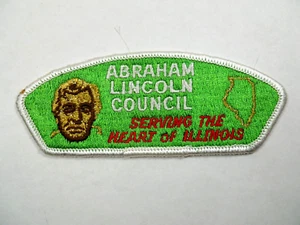 ABRAHAM
LINCOLN
COUNCIL
SERVING THE
HEART of ILLINOIS